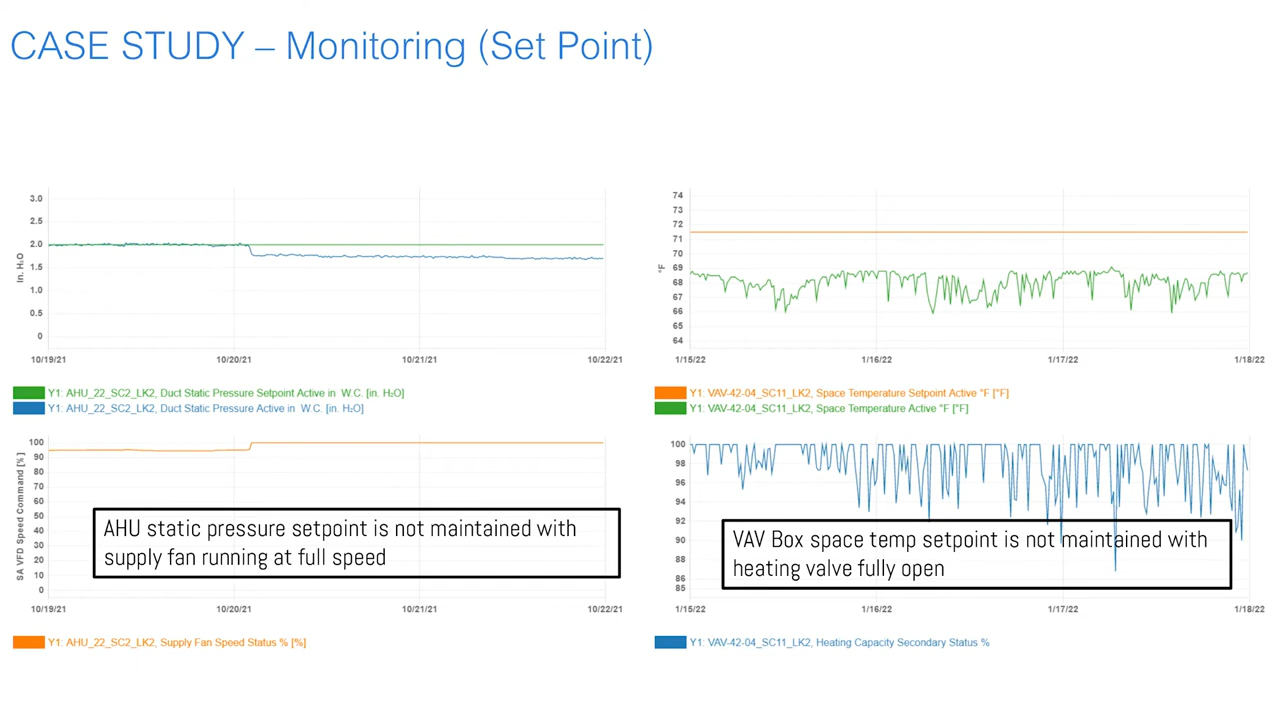 CASE STUDY – Monitoring (Set Point)
3.0
2.5
2.0
1.5
1.0
0.5
0
In. H₂O
10/19/21 10/20/21 10/21/21 10/22/21
Y1: AHU_22_SC2_LK2, Duct Static Pressure Setpoint Active in W.C. [in. H₂O]
Y1: AHU_22_SC2_LK2, Duct Static Pressure Active in W.C. [in. H₂O]
100
90
80
70
60
50
40
30
20
10
0
SA VFD Speed Command [%]
AHU static pressure setpoint is not maintained with
supply fan running at full speed
10/19/21 10/20/21 10/21/21 10/22/21
Y1: AHU_22_SC2_LK2, Supply Fan Speed Status % [%]
74
73
72
71
69
68
67
66
65
64
°F
1/15/22 1/16/22 1/17/22 1/18/22
Y1: VAV-42-04_SC11_LK2, Space Temperature Setpoint Active °F [°F]
Y1: VAV-42-04_SC11_LK2, Space Temperature Active °F [°F]
100
98
96
94
92
90
88
86
85
VAV Box space temp setpoint is not maintained with
heating valve fully open
1/15/22 1/16/22 1/17/22 1/18/22
Y1: VAV-42-04_SC11_LK2, Heating Capacity Secondary Status %